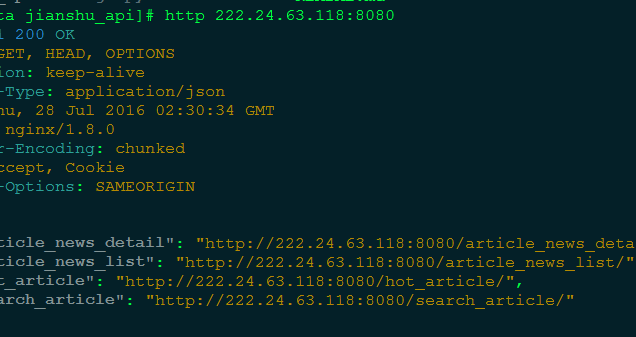 ta jianshu_api]# http 222.24.63.118:8080
1 200 OK
GET, HEAD, OPTIONS
ion: keep-alive
-Type: application/json
hu, 28 Jul 2016 02:30:34 GMT
nginx/1.8.0
r-Encoding: chunked
ccept, Cookie
-Options: SAMEORIGIN
ticle_news_detail": "http://222.24.63.118:8080/article_news_deta
ticle_news_list": "http://222.24.63.118:8080/article_news_list/"
t_article": "http://222.24.63.118:8080/hot_article/",
arch_article": "http://222.24.63.118:8080/search_article/"